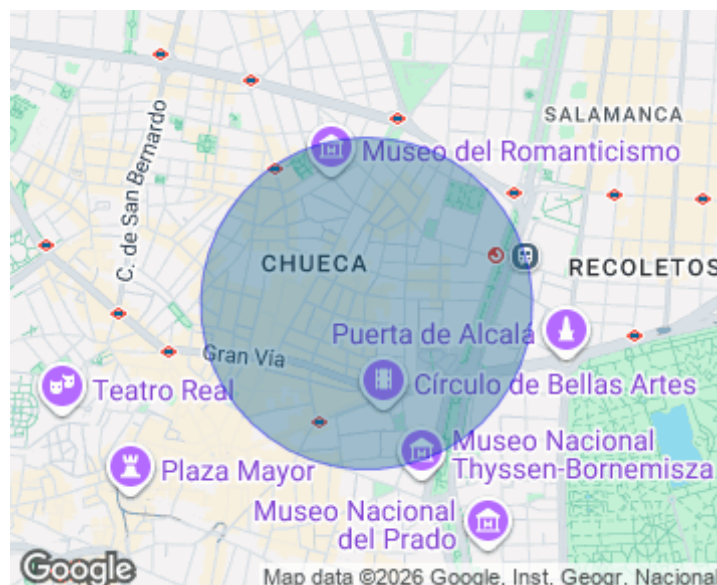 SALAMANCA
Museo del Romanticismo
C. de San Bernardo
CHUECA
RECOLETOS
Puerta de Alcalá
Gran Vía
Teatro Real
Círculo de Bellas Artes
Museo Nacional
Thyssen-Bornemisza
Plaza Mayor
Museo Nacional
del Prado
Google
Map data ©2026 Google, Inst. Geogr. Nacional